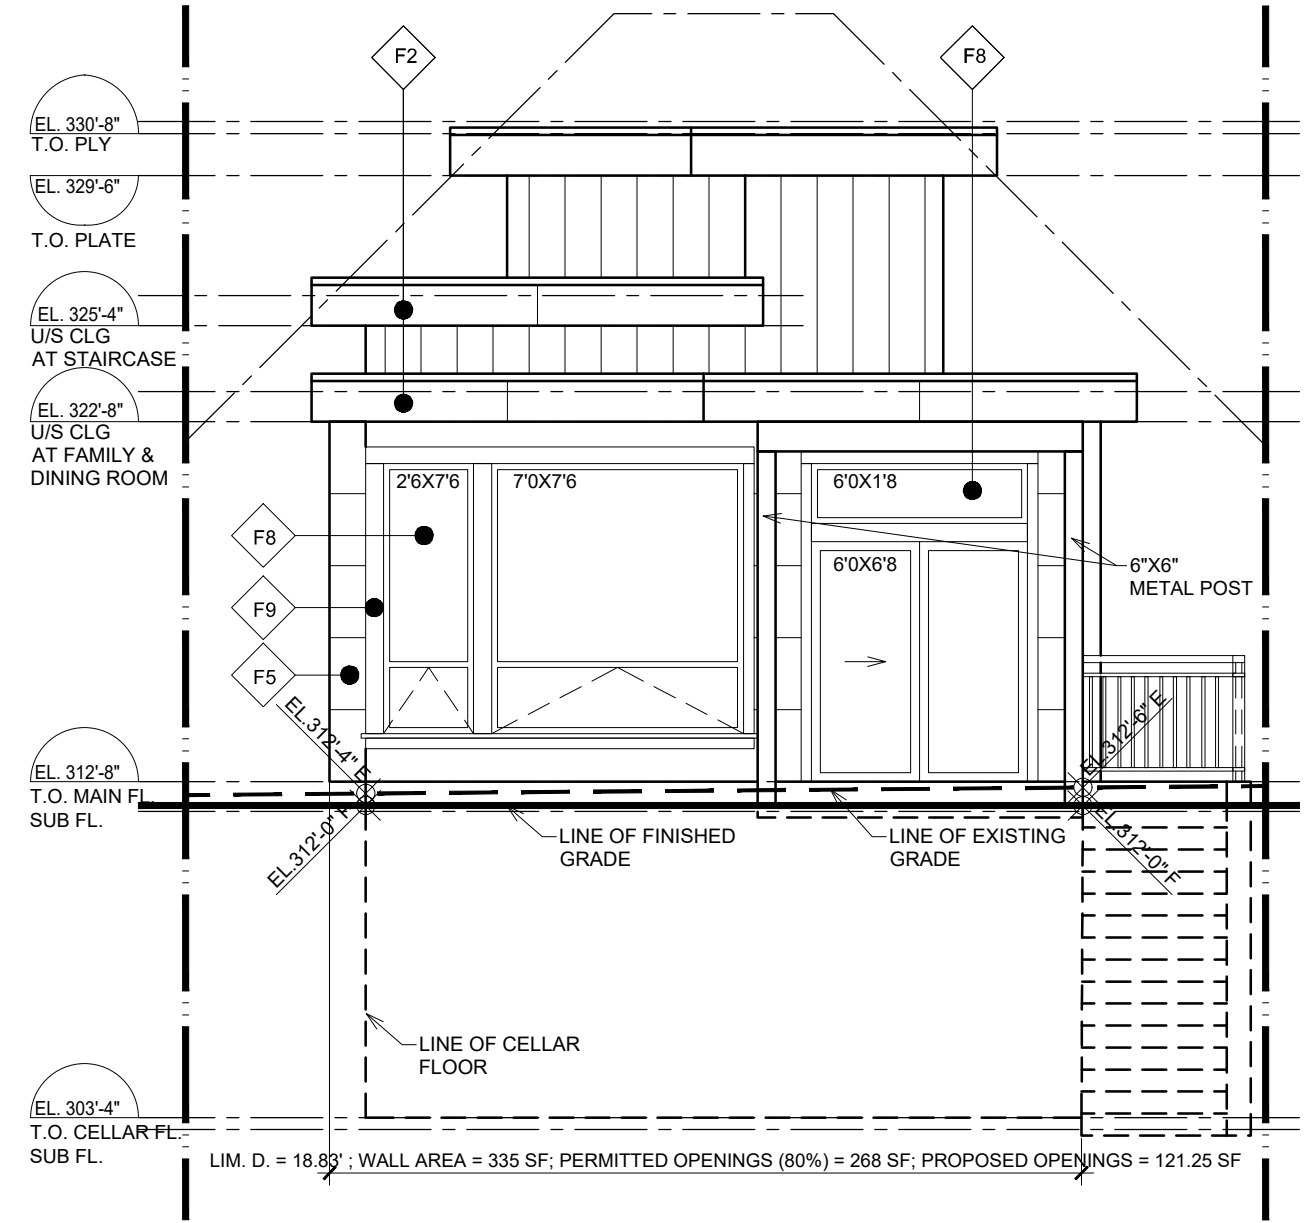 F2
F8
EL. 330'-8"
T.O. PLY
EL. 329'-6"
T.O. PLATE
EL. 325'-4"
U/S CLG
AT STAIRCASE
EL. 322'-8"
U/S CLG
AT FAMILY &
DINING ROOM
2'6X7'6
7'0X7'6
6'0X1'8
F8
6'0X6'8
6"X6"
METAL POST
F9
F5
EL.312'-4" E
EL.312'-6" E
EL. 312'-8"
T.O. MAIN FL.
SUB FL.
EL.312'-0" F
EL.312'-0" F
LINE OF FINISHED
GRADE
LINE OF EXISTING
GRADE
LINE OF CELLAR
FLOOR
EL. 303'-4"
T.O. CELLAR FL.
SUB FL.
LIM. D. = 18.83' ; WALL AREA = 335 SF; PERMITTED OPENINGS (80%) = 268 SF; PROPOSED OPENINGS = 121.25 SF